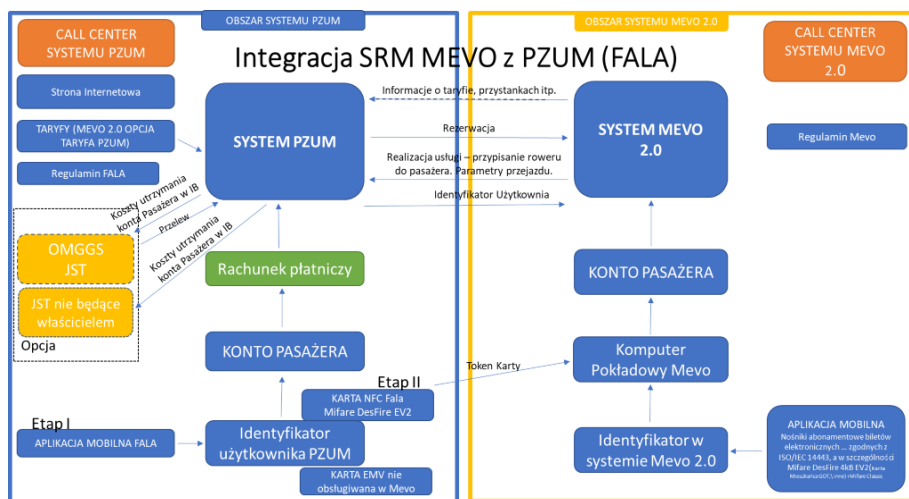 OBSZAR SYSTEMU PZUM
OBSZAR SYSTEMU MEVO 2.0
CALL CENTER
SYSTEMU PZUM
Integracja SRM MEVO z PZUM (FALA)
CALL CENTER
SYSTEMU MEVO
2.0
Strona Internetowa
TARYFY (MEVO 2.0 OPCJA
TARYFA PZUM)
Regulamin FALA
SYSTEM PZUM
Informacje o taryfie, przystankach itp.
Rezerwacja
Realizacja usługi – przypisanie roweru
do pasażera. Parametry przejazdu.
Identyfikator Użytkownia
SYSTEM MEVO
2.0
Regulamin Mevo
Koszty utrzymania
konta Pasażera w IB
Przelew
Koszty utrzymania
konta Pasażera w IB
OMGGS
JST
JST nie będące
właścicielem
Opcja
Rachunek płatniczy
KONTO PASAŻERA
KONTO PASAŻERA
Komputer
Pokładowy Mevo
Token Karty
Etap II
KARTA NFC Fala
Mifare DesFire EV2
Etap I
APLIKACJA MOBILNA FALA
Identyfikator
użytkownika PZUM
KARTA EMV nie
obsługiwana w Mevo
Identyfikator w
systemie Mevo 2.0
APLIKACJA MOBILNA
Nośniki abonamentowe biletów
elektronicznych ... zgodnych z
ISO/IEC 14443, a w szczególności
Mifare DesFire 4kB EV2(Karta
Mifare Classic